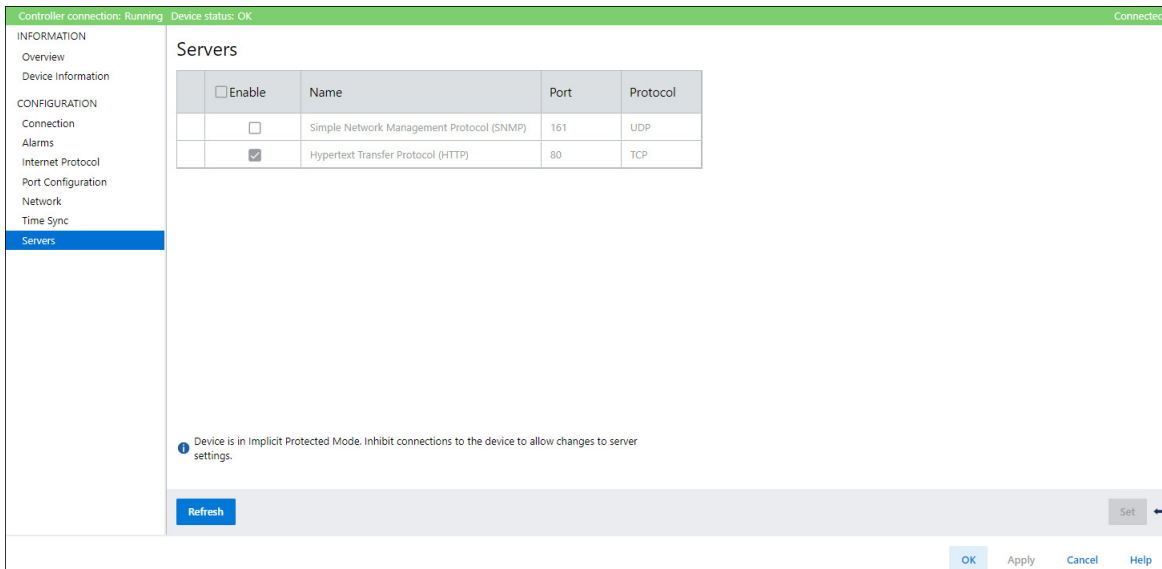 Controller connection: Running Device status: OK Connected
INFORMATION
Overview
Device Information
CONFIGURATION
Connection
Alarms
Internet Protocol
Port Configuration
Network
Time Sync
Servers
Servers
Enable Name Port Protocol
Simple Network Management Protocol (SNMP) 161 UDP
Hypertext Transfer Protocol (HTTP) 80 TCP
Device is in Implicit Protected Mode. Inhibit connections to the device to allow changes to server
settings.
Refresh Set
OK Apply Cancel Help